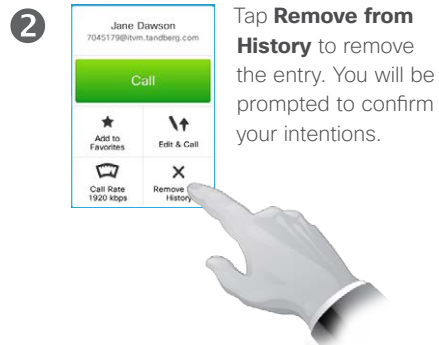 2
Jane Dawson
7045179@itvm.tandberg.com
Call
Add to
Favorites
Edit & Call
Call Rate
1920 kbps
Remove
History
Tap Remove from
History to remove
the entry. You will be
prompted to confirm
your intentions.